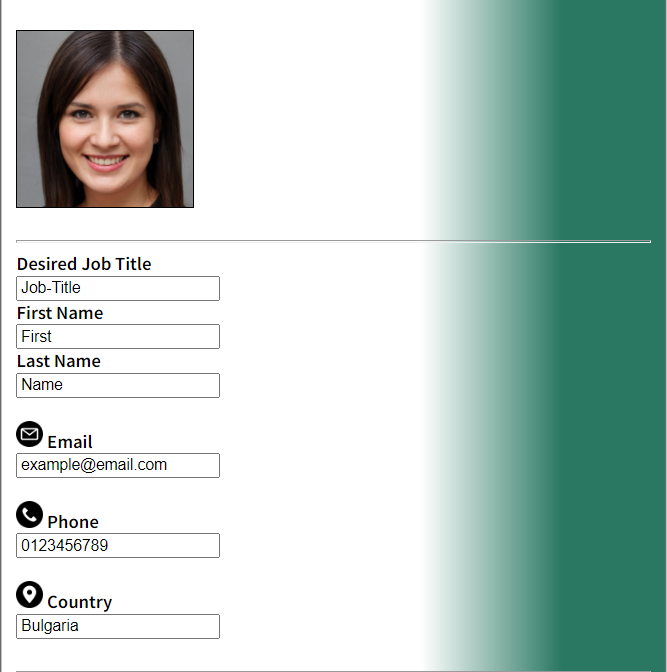 Desired Job Title
Job-Title
First Name
First
Last Name
Name
Email
example@email.com
Phone
0123456789
Country
Bulgaria